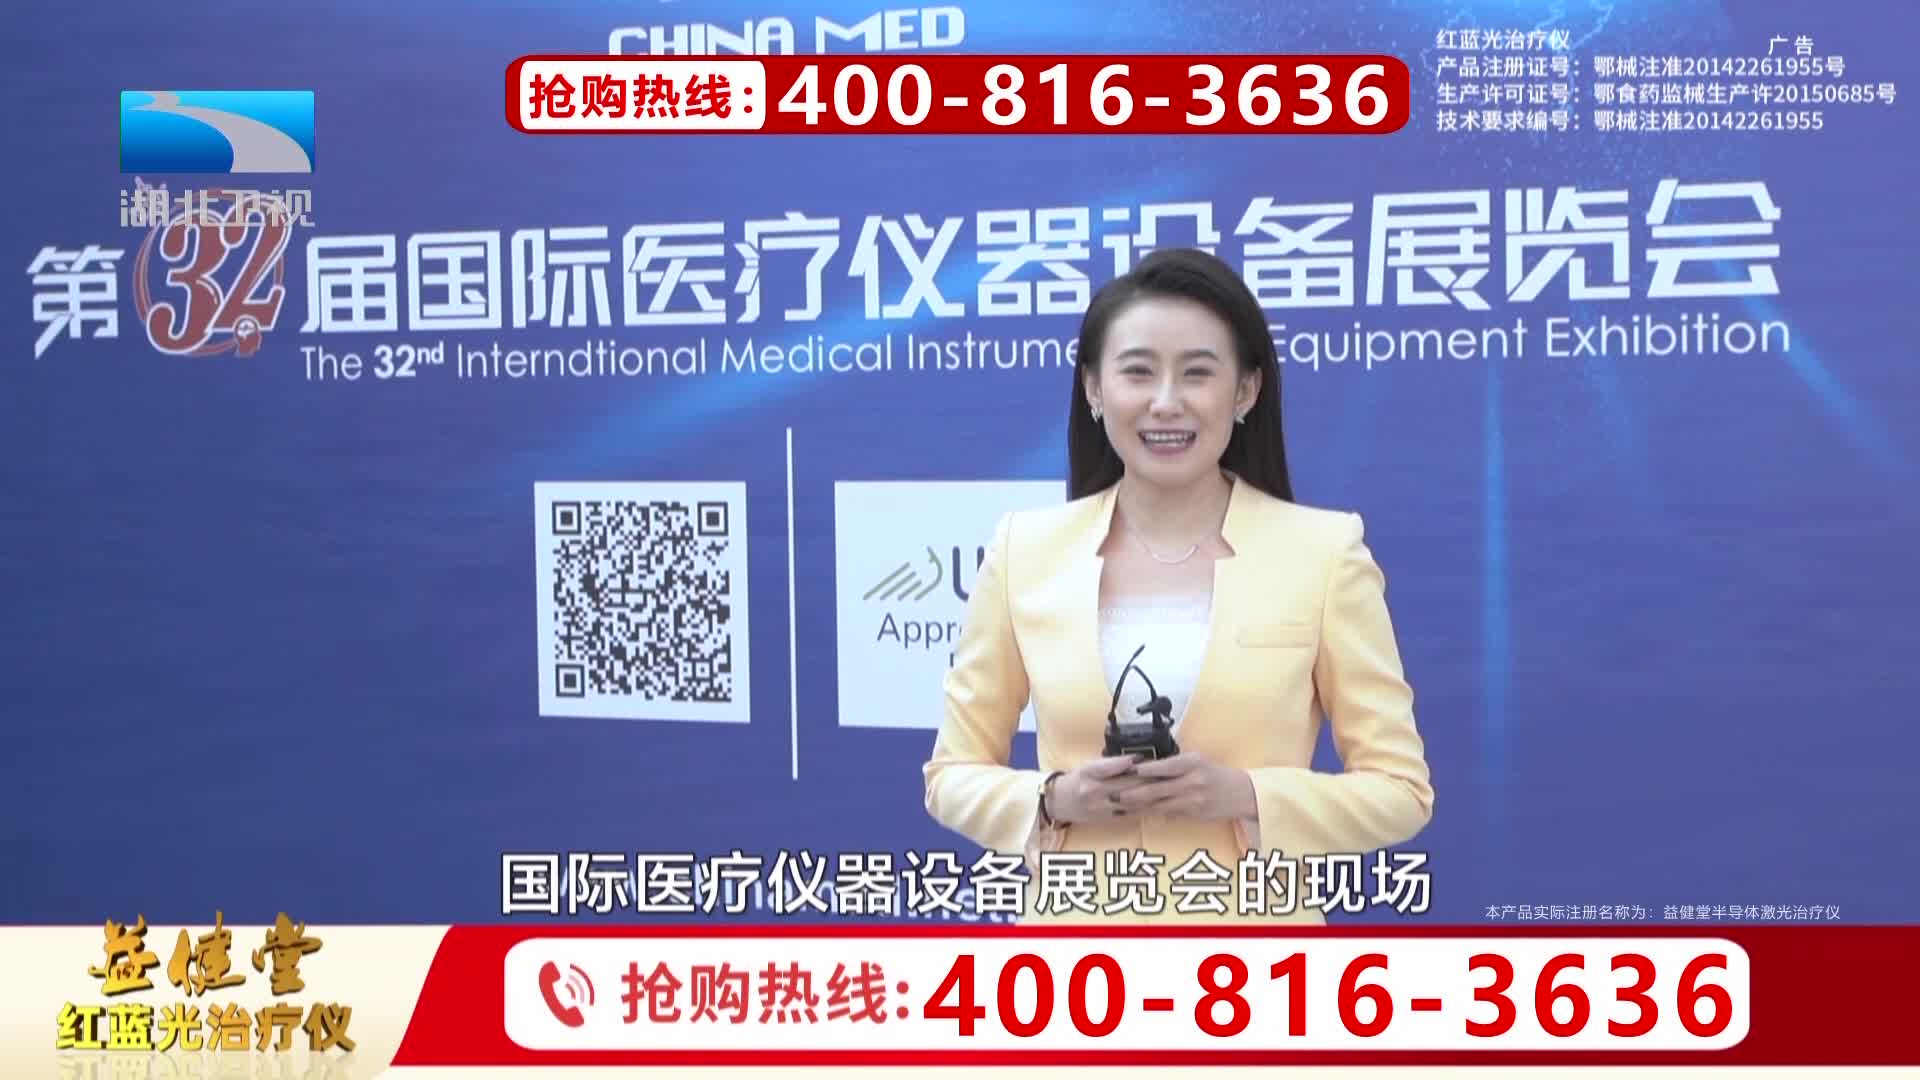 CHINA MED
抢购热线:400-816-3636
红蓝光治疗仪
广告
产品注册证号：鄂械注准20142261955号
生产许可证号：鄂食药监械生产许20150685号
技术要求编号：鄂械注准20142261955
湖北卫视
第32届国际医疗仪器设备展览会
The 32nd Interndtional Medical Instrume Equipment Exhibition
U
Appr
国际医疗仪器设备展览会的现场
本产品实际注册名称为：益健堂半导体激光治疗仪
益健堂
红蓝光治疗仪
抢购热线:400-816-3636